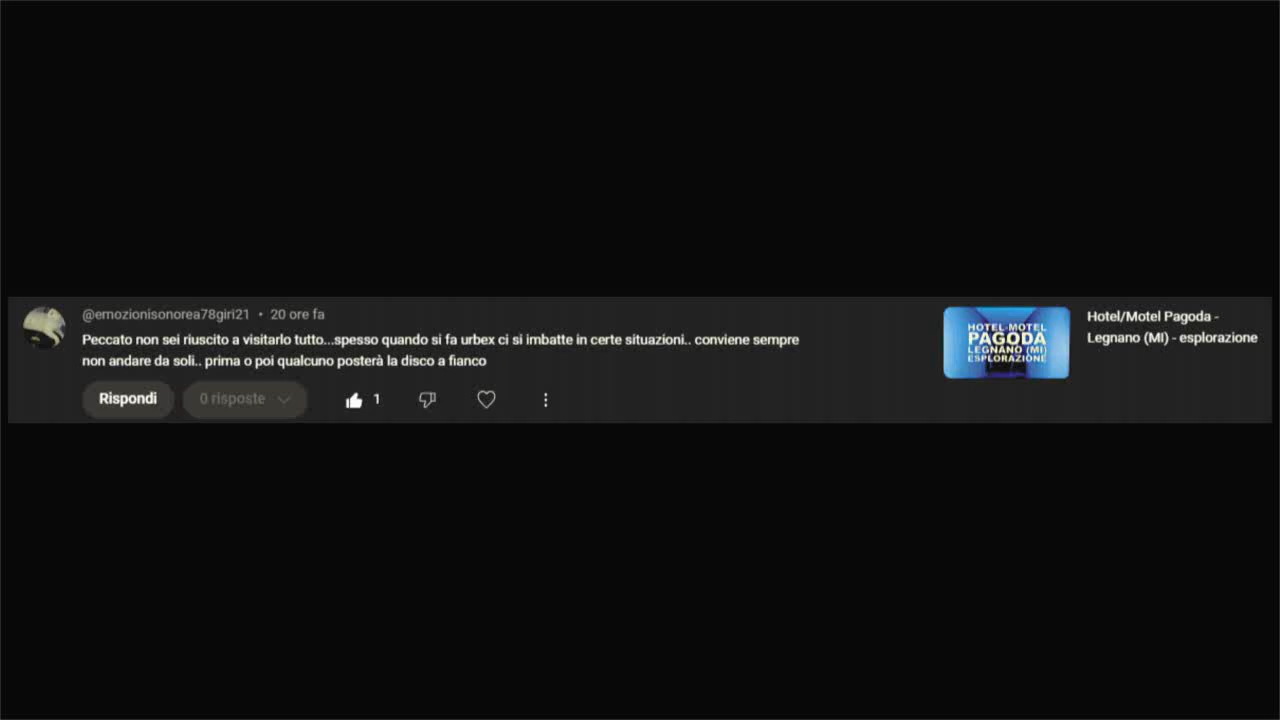 @emozionisonorea78giri21 • 20 ore fa
Peccato non sei riuscito a visitarlo tutto...spesso quando si fa urbex ci si imbatte in certe situazioni.. conviene sempre
non andare da soli.. prima o poi qualcuno posterà la disco a fianco
Rispondi
0 risposte
1
HOTEL-MOTEL
PAGODA
LEGNANO (MI)
ESPLORAZIONE
Hotel/Motel Pagoda -
Legnano (MI) - esplorazione